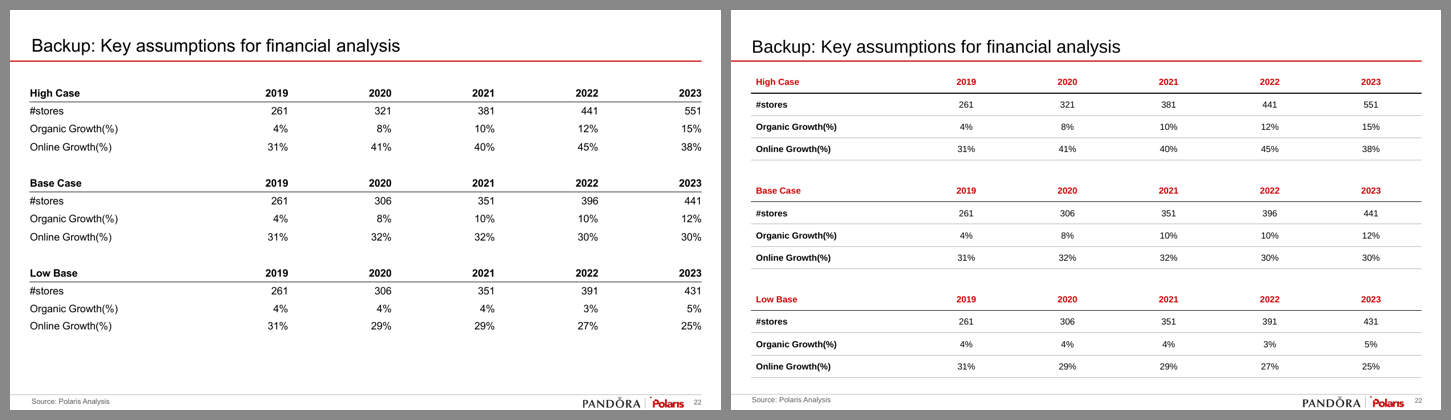 Backup: Key assumptions for financial analysis
High Case 2019 2020 2021 2022 2023
#stores 261 321 381 441 551
Organic Growth(%) 4% 8% 10% 12% 15%
Online Growth(%) 31% 41% 40% 45% 38%
Base Case 2019 2020 2021 2022 2023
#stores 261 306 351 396 441
Organic Growth(%) 4% 8% 10% 10% 12%
Online Growth(%) 31% 32% 32% 30% 30%
Low Base 2019 2020 2021 2022 2023
#stores 261 306 351 391 431
Organic Growth(%) 4% 4% 4% 3% 5%
Online Growth(%) 31% 29% 29% 27% 25%
Source: Polaris Analysis
PANDÖRA Polaris 22
Backup: Key assumptions for financial analysis
High Case 2019 2020 2021 2022 2023
#stores 261 321 381 441 551
Organic Growth(%) 4% 8% 10% 12% 15%
Online Growth(%) 31% 41% 40% 45% 38%
Base Case 2019 2020 2021 2022 2023
#stores 261 306 351 396 441
Organic Growth(%) 4% 8% 10% 10% 12%
Online Growth(%) 31% 32% 32% 30% 30%
Low Base 2019 2020 2021 2022 2023
#stores 261 306 351 391 431
Organic Growth(%) 4% 4% 4% 3% 5%
Online Growth(%) 31% 29% 29% 27% 25%
Source: Polaris Analysis
PANDÖRA Polaris 22